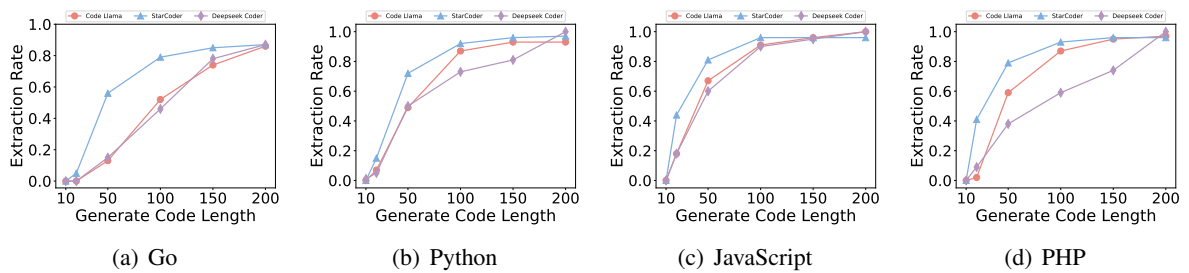 Code Llama StarCoder Deepseek Coder
1.0
0.8
0.6
0.4
0.2
0.0
Extraction Rate
10 50 100 150 200
Generate Code Length
(a) Go
Code Llama StarCoder Deepseek Coder
1.0
0.8
0.6
0.4
0.2
0.0
Extraction Rate
10 50 100 150 200
Generate Code Length
(b) Python
Code Llama StarCoder Deepseek Coder
1.0
0.8
0.6
0.4
0.2
0.0
Extraction Rate
10 50 100 150 200
Generate Code Length
(c) JavaScript
Code Llama StarCoder Deepseek Coder
1.0
0.8
0.6
0.4
0.2
0.0
Extraction Rate
10 50 100 150 200
Generate Code Length
(d) PHP